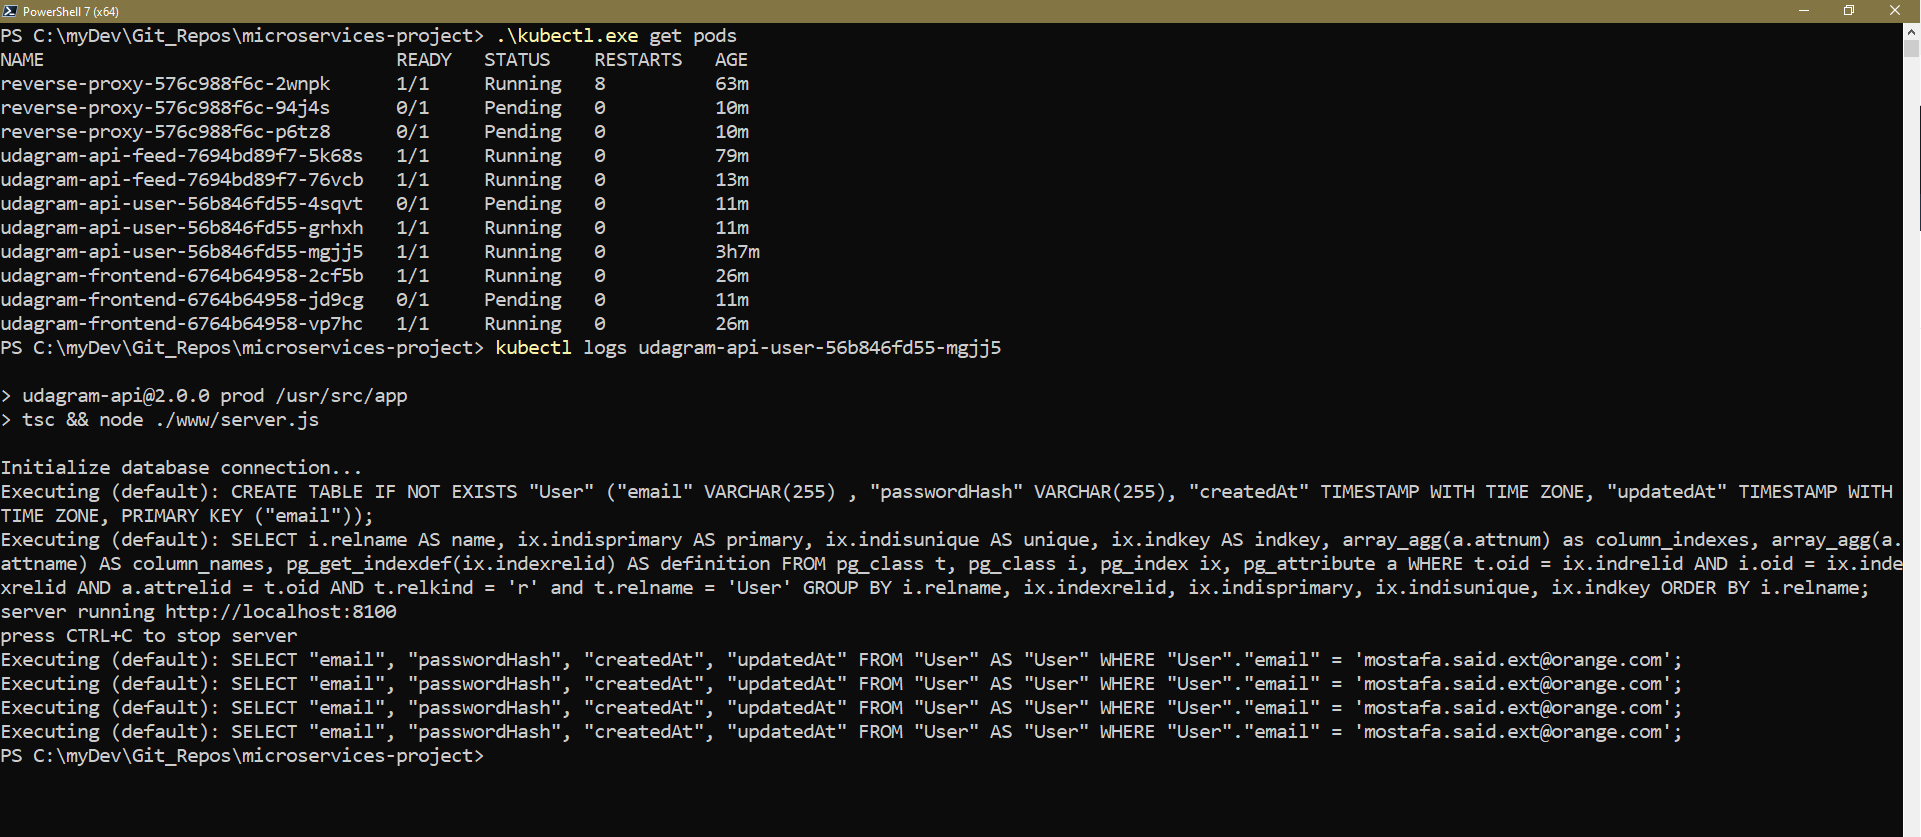 PowerShell 7 (x64)
PS C:\myDev\Git_Repos\microservices-project> .\kubectl.exe get pods
NAME READY STATUS RESTARTS AGE
reverse-proxy-576c988f6c-2wnpk 1/1 Running 8 63m
reverse-proxy-576c988f6c-94j4s 0/1 Pending 0 10m
reverse-proxy-576c988f6c-p6tz8 0/1 Pending 0 10m
udagram-api-feed-7694bd89f7-5k68s 1/1 Running 0 79m
udagram-api-feed-7694bd89f7-76vcb 1/1 Running 0 13m
udagram-api-user-56b846fd55-4sqvt 0/1 Pending 0 11m
udagram-api-user-56b846fd55-grhxh 1/1 Running 0 11m
udagram-api-user-56b846fd55-mgjj5 1/1 Running 0 3h7m
udagram-frontend-6764b64958-2cf5b 1/1 Running 0 26m
udagram-frontend-6764b64958-jd9cg 0/1 Pending 0 11m
udagram-frontend-6764b64958-vp7hc 1/1 Running 0 26m
PS C:\myDev\Git_Repos\microservices-project> kubectl logs udagram-api-user-56b846fd55-mgjj5
> udagram-api@2.0.0 prod /usr/src/app
> tsc && node ./www/server.js
Initialize database connection...
Executing (default): CREATE TABLE IF NOT EXISTS "User" ("email" VARCHAR(255) , "passwordHash" VARCHAR(255), "createdAt" TIMESTAMP WITH TIME ZONE, "updatedAt" TIMESTAMP WITH
TIME ZONE, PRIMARY KEY ("email"));
Executing (default): SELECT i.relname AS name, ix.indisprimary AS primary, ix.indisunique AS unique, ix.indkey AS indkey, array_agg(a.attnum) as column_indexes, array_agg(a.
attname) AS column_names, pg_get_indexdef(ix.indexrelid) AS definition FROM pg_class t, pg_class i, pg_index ix, pg_attribute a WHERE t.oid = ix.indrelid AND i.oid = ix.inde
xrelid AND a.attrelid = t.oid AND t.relkind = 'r' and t.relname = 'User' GROUP BY i.relname, ix.indexrelid, ix.indisprimary, ix.indisunique, ix.indkey ORDER BY i.relname;
server running http://localhost:8100
press CTRL+C to stop server
Executing (default): SELECT "email", "passwordHash", "createdAt", "updatedAt" FROM "User" AS "User" WHERE "User"."email" = 'mostafa.said.ext@orange.com';
Executing (default): SELECT "email", "passwordHash", "createdAt", "updatedAt" FROM "User" AS "User" WHERE "User"."email" = 'mostafa.said.ext@orange.com';
Executing (default): SELECT "email", "passwordHash", "createdAt", "updatedAt" FROM "User" AS "User" WHERE "User"."email" = 'mostafa.said.ext@orange.com';
Executing (default): SELECT "email", "passwordHash", "createdAt", "updatedAt" FROM "User" AS "User" WHERE "User"."email" = 'mostafa.said.ext@orange.com';
PS C:\myDev\Git_Repos\microservices-project>